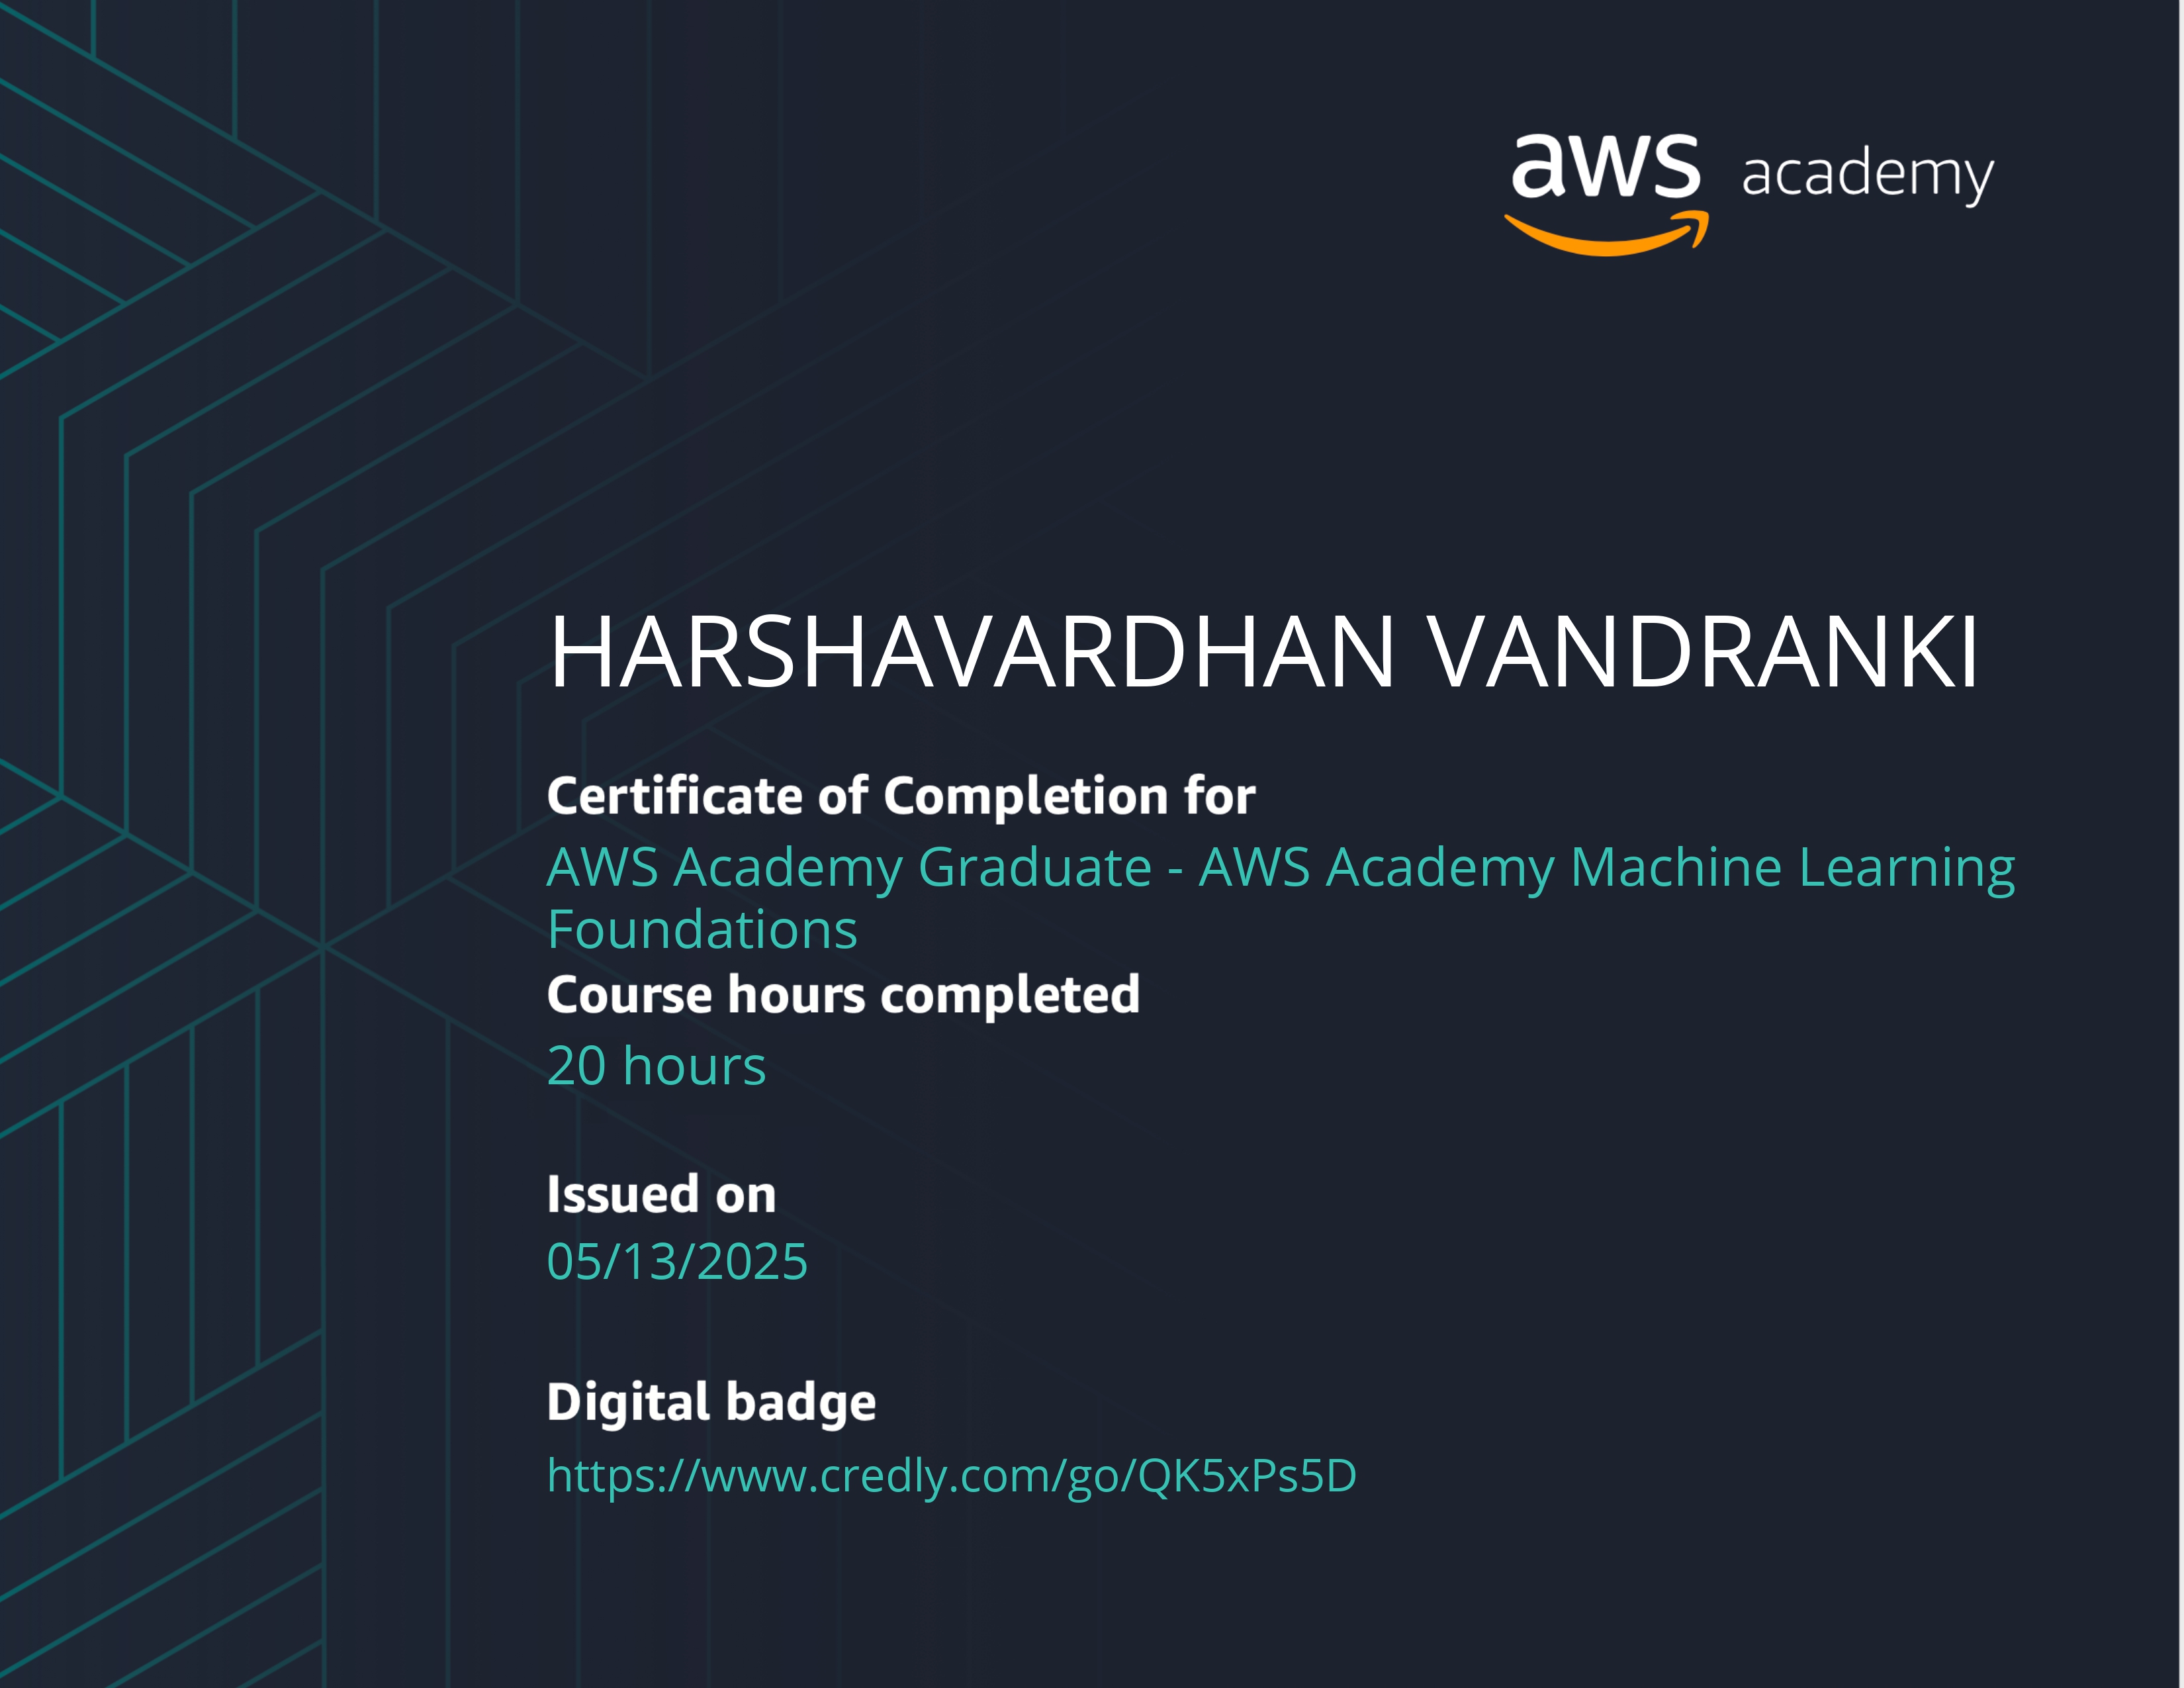 aws academy
HARSHAVARDHAN VANDRANKI
Certificate of Completion for
AWS Academy Graduate - AWS Academy Machine Learning
Foundations
Course hours completed
20 hours
Issued on
05/13/2025
Digital badge
https://www.credly.com/go/QK5xPs5D